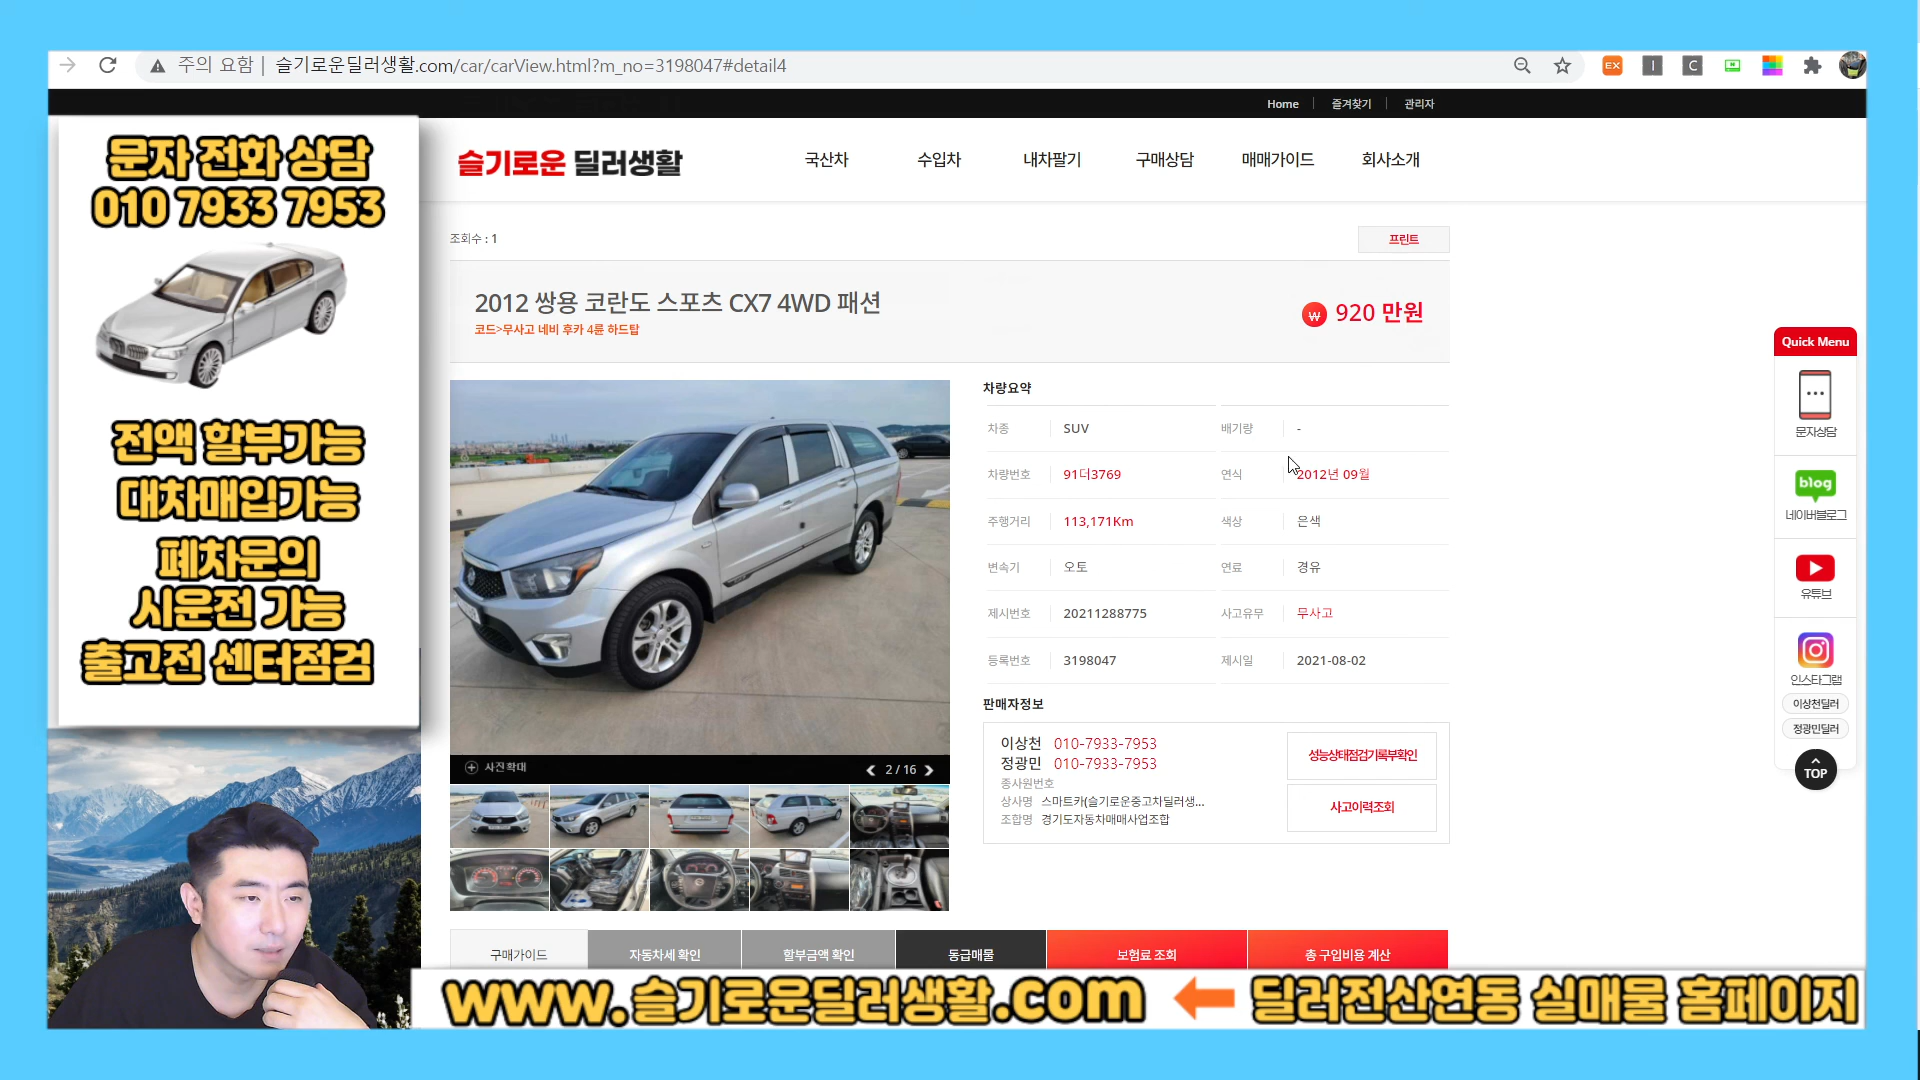 주의 요함 | 슬기로운딜러생활.com/car/carView.html?m_no=3198047#detail4
EX
I
C
Home
즐겨찾기
관리자
문자 전화 상담
010 7933 7953
전액 할부가능
대차매입가능
폐차문의
시운전 가능
출고전 센터점검
슬기로운 딜러생활
국산차
수입차
내차팔기
구매상담
매매가이드
회사소개
조회수 : 1
프린트
2012 쌍용 코란도 스포츠 CX7 4WD 패션
코드>무사고 네비 후카 4륜 하드탑
₩ 920 만원
사진확대
2 / 16
차량요약
차종 SUV 배기량 -
차량번호 91더3769 연식 2012년 09월
주행거리 113,171Km 색상 은색
변속기 오토 연료 경유
제시번호 20211288775 사고유무 무사고
등록번호 3198047 제시일 2021-08-02
판매자정보
이상천 010-7933-7953
정광민 010-7933-7953
종사원번호
상사명 스마트카(슬기로운중고차딜러생...
조합명 경기도자동차매매사업조합
성능상태점검기록부확인
사고이력조회
구매가이드
자동차세 확인
할부금액 확인
동급매물
보험료 조회
총 구입비용 계산
Quick Menu
문자상담
blog
네이버블로그
유튜브
인스타그램
이상천딜러
정광민딜러
TOP
www.슬기로운딜러생활.com ← 딜러전산연동 실매물 홈페이지